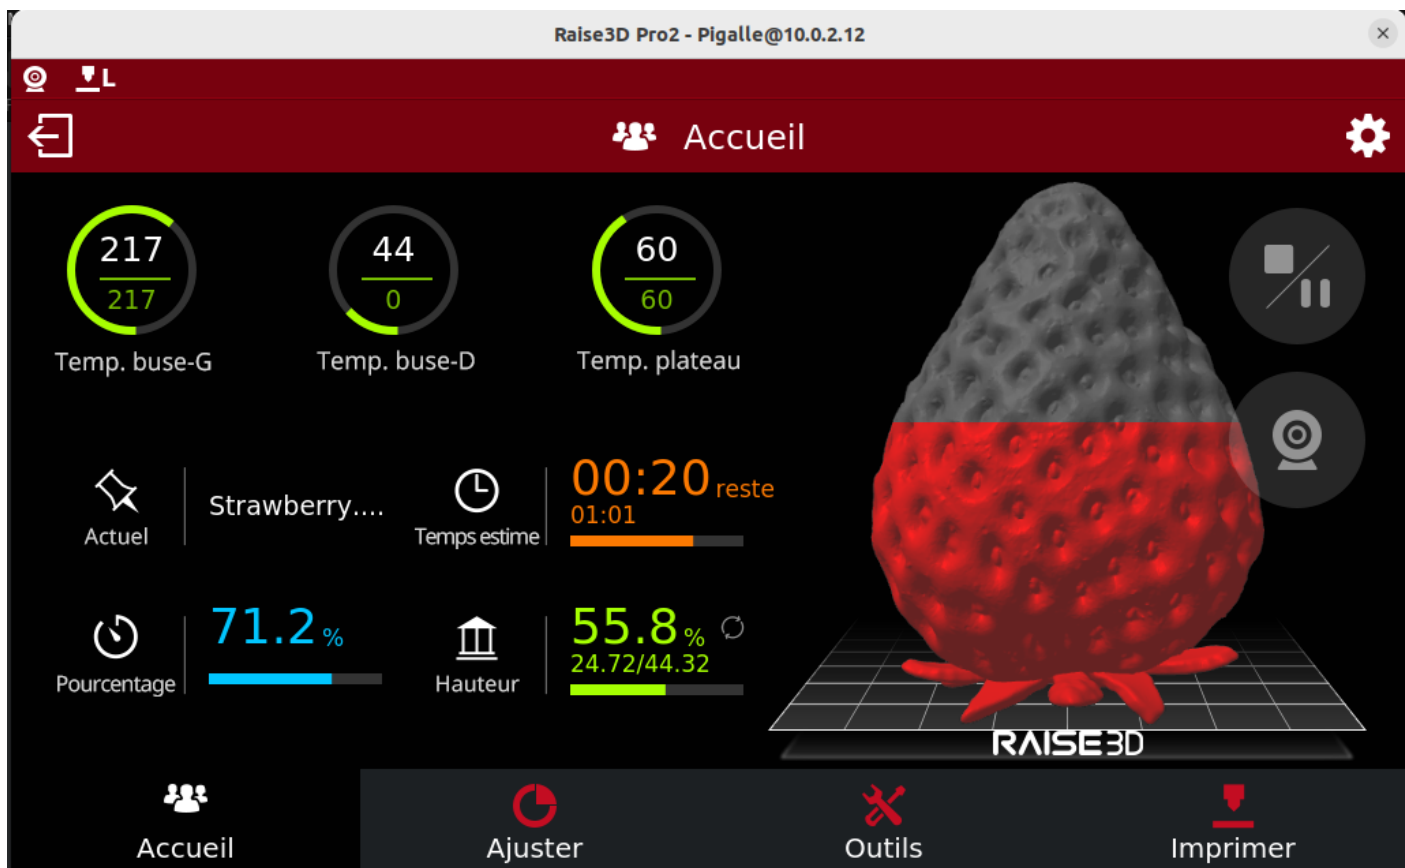 Raise3D Pro2 - Pigalle@10.0.2.12
L
Accueil
217
217
Temp. buse-G
44
0
Temp. buse-D
60
60
Temp. plateau
Actuel
Strawberry....
Temps estime
00:20 reste
01:01
Pourcentage
71.2 %
Hauteur
55.8 %
24.72/44.32
RAISE3D
Accueil
Ajuster
Outils
Imprimer